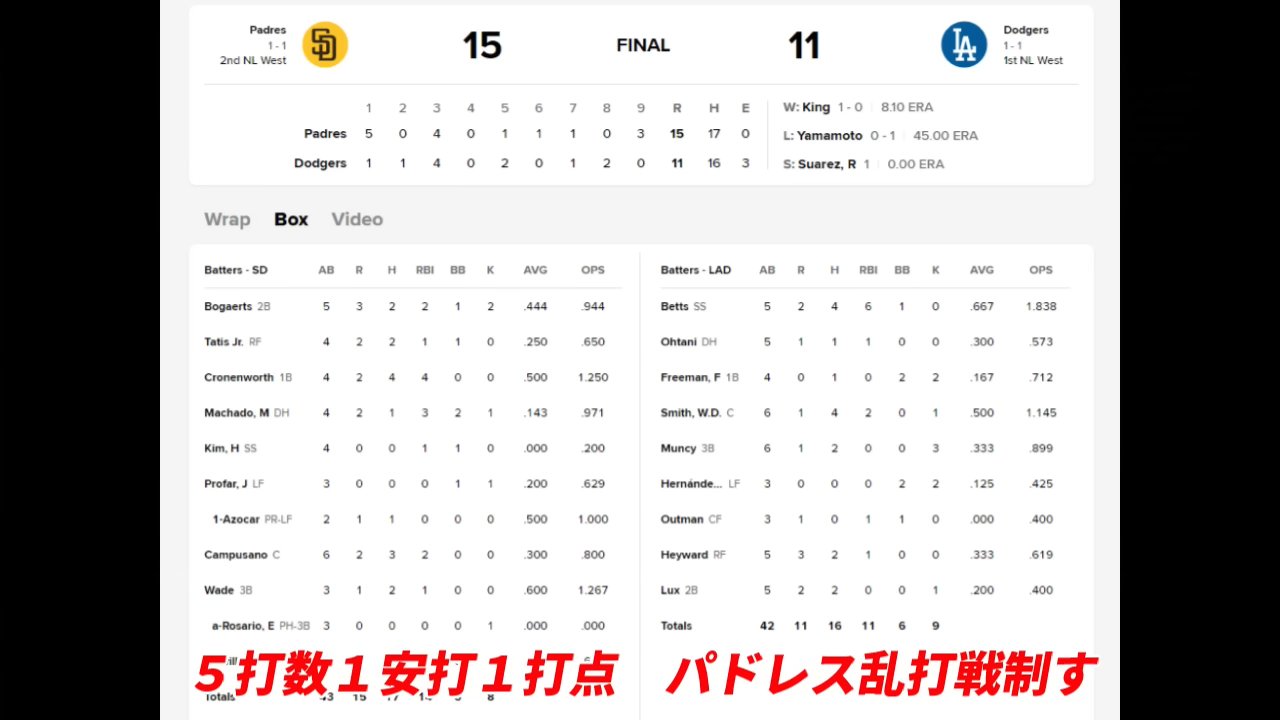 Padres
1 - 1
2nd NL West
SD
15
FINAL
11
LA
Dodgers
1 - 1
1st NL West
1 2 3 4 5 6 7 8 9 R H E
Padres 5 0 4 0 1 1 1 0 3 15 17 0
Dodgers 1 1 4 0 2 0 1 2 0 11 16 3
W: King 1 - 0 8.10 ERA
L: Yamamoto 0 - 1 45.00 ERA
S: Suarez, R 1 0.00 ERA
Wrap Box Video
Batters - SD AB R H RBI BB K AVG OPS
Bogaerts 2B 5 3 2 2 1 2 .444 .944
Tatis Jr. RF 4 2 2 1 1 0 .250 .650
Cronenworth 1B 4 2 4 4 0 0 .500 1.250
Machado, M DH 4 2 1 3 2 1 .143 .971
Kim, H SS 4 0 0 1 1 0 .000 .200
Profar, J LF 3 0 0 0 1 1 .200 .629
1-Azocar PR-LF 2 1 1 0 0 0 .500 1.000
Campusano C 6 2 3 2 0 0 .300 .800
Wade 3B 3 1 2 1 0 0 .600 1.267
a-Rosario, E PH-3B 3 0 0 0 0 1 .000 .000
Totals
Batters - LAD AB R H RBI BB K AVG OPS
Betts SS 5 2 4 6 1 0 .667 1.838
Ohtani DH 5 1 1 1 0 0 .300 .573
Freeman, F 1B 4 0 1 0 2 2 .167 .712
Smith, W.D. C 6 1 4 2 0 1 .500 1.145
Muncy 3B 6 1 2 0 0 3 .333 .899
Hernánde... LF 3 0 0 0 2 2 .125 .425
Outman CF 3 1 0 1 1 0 .000 .400
Heyward RF 5 3 2 1 0 0 .333 .619
Lux 2B 5 2 2 0 0 1 .200 .400
Totals 42 11 16 11 6 9
５打数１安打１打点 パドレス乱打戦制す